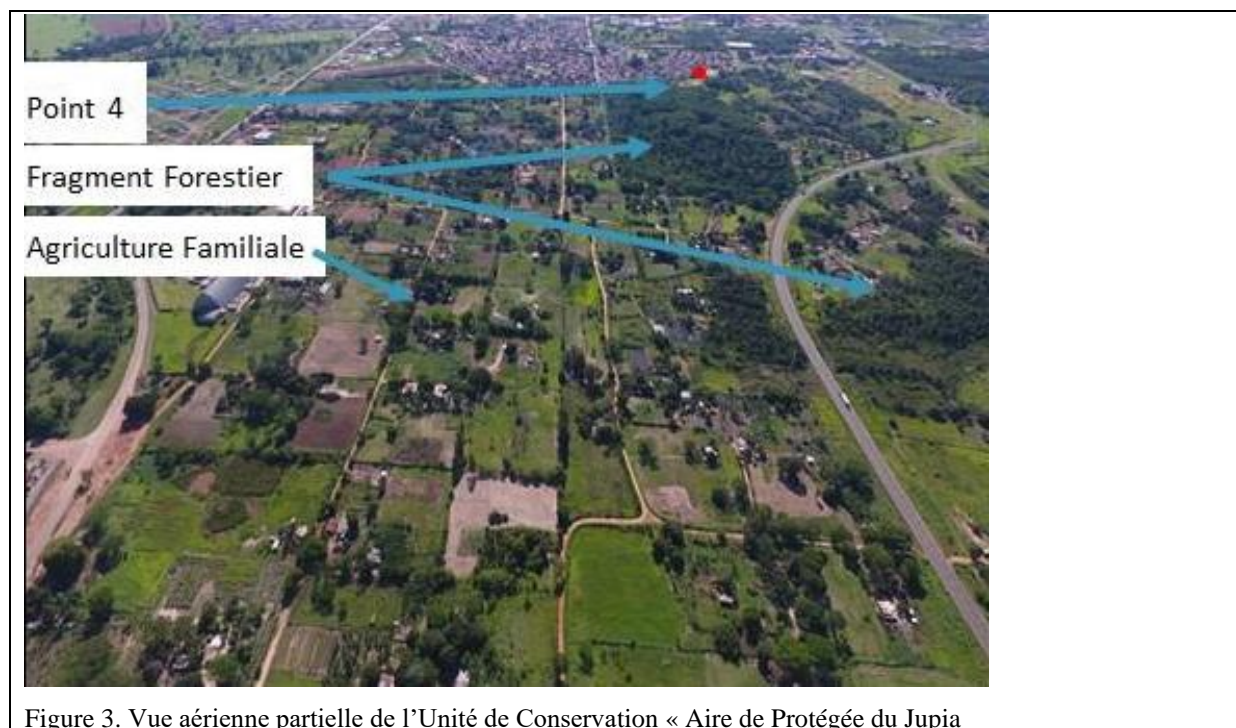 Point 4
Fragment Forestier
Agriculture Familiale
Figure 3. Vue aérienne partielle de l’Unité de Conservation « Aire de Protégée du Jupia